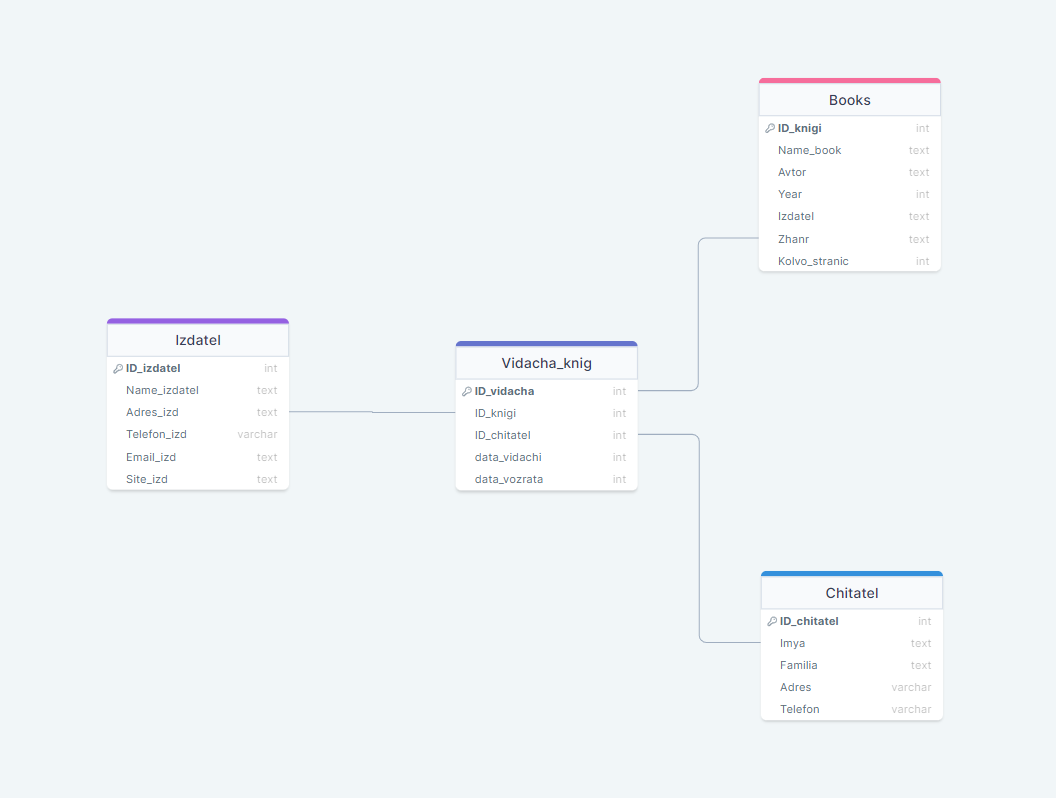 Books
ID_knigi int
Name_book text
Avtor text
Year int
Izdatel text
Zhanr text
Kolvo_stranic int
Izdatel
ID_izdatel int
Name_izdatel text
Adres_izd text
Telefon_izd varchar
Email_izd text
Site_izd text
Vidacha_knig
ID_vidacha int
ID_knigi int
ID_chitatel int
data_vidachi int
data_vozrata int
Chitatel
ID_chitatel int
Imya text
Familia text
Adres varchar
Telefon varchar